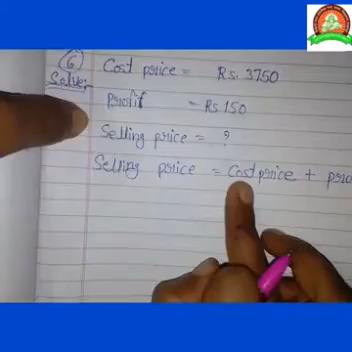 6 Cost price = Rs. 3750
Solve:
Profit = Rs 150
Selling price = ?
Selling price = Cost price +